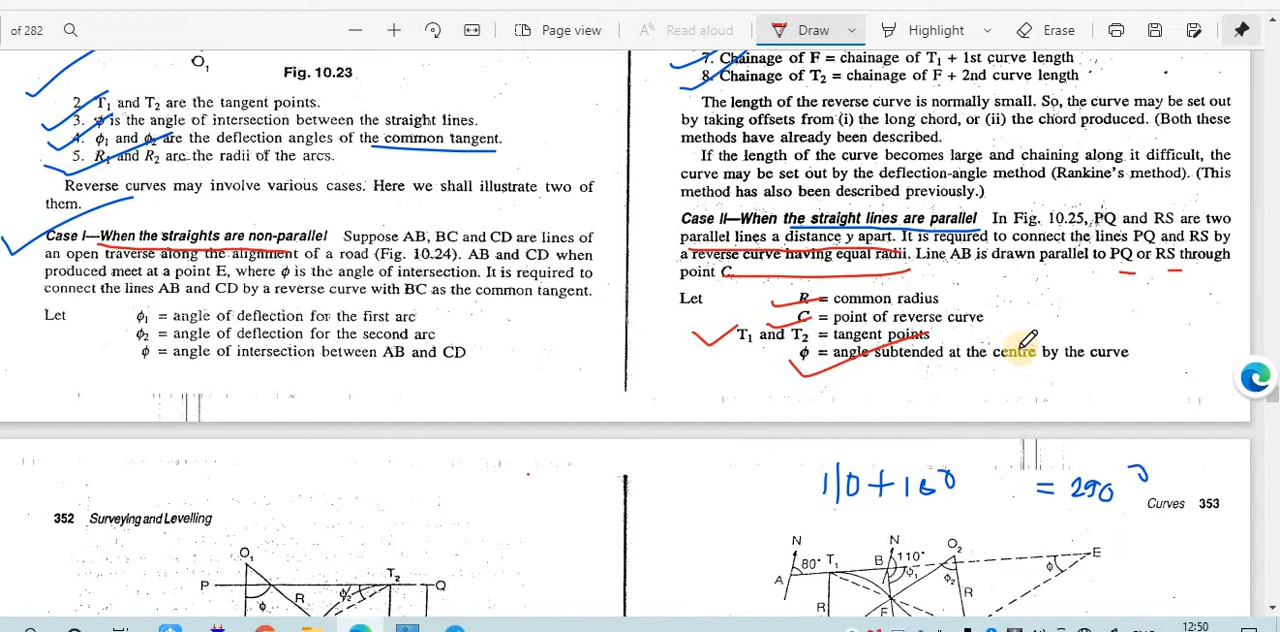 of 282
Page view
Read aloud
Draw
Highlight
Erase
O1
Fig. 10.23
2. T1 and T2 are the tangent points.
3. ϕ is the angle of intersection between the straight lines.
4. ϕ1 and ϕ2 are the deflection angles of the common tangent.
5. R1 and R2 are the radii of the arcs.
Reverse curves may involve various cases. Here we shall illustrate two of
them.
Case I—When the straights are non-parallel Suppose AB, BC and CD are lines of
an open traverse along the alignment of a road (Fig. 10.24). AB and CD when
produced meet at a point E, where ϕ is the angle of intersection. It is required to
connect the lines AB and CD by a reverse curve with BC as the common tangent.
Let ϕ1 = angle of deflection for the first arc
ϕ2 = angle of deflection for the second arc
ϕ = angle of intersection between AB and CD
7. Chainage of F = chainage of T1 + 1st curve length
8. Chainage of T2 = chainage of F + 2nd curve length
The length of the reverse curve is normally small. So, the curve may be set out
by taking offsets from (i) the long chord, or (ii) the chord produced. (Both these
methods have already been described.
If the length of the curve becomes large and chaining along it difficult, the
curve may be set out by the deflection-angle method (Rankine's method). (This
method has also been described previously.)
Case II—When the straight lines are parallel In Fig. 10.25, PQ and RS are two
parallel lines a distance y apart. It is required to connect the lines PQ and RS by
a reverse curve having equal radii. Line AB is drawn parallel to PQ or RS through
point C.
Let R = common radius
C = point of reverse curve
T1 and T2 = tangent points
ϕ = angle subtended at the centre by the curve
352 Surveying and Levelling
O1
P
T2
Q
ϕ
R
ϕ2
= 290°
Curves 353
N
N
O2
E
80° T1
B
110°
A
ϕ1
ϕ2
ϕ
R
F
R
12:50